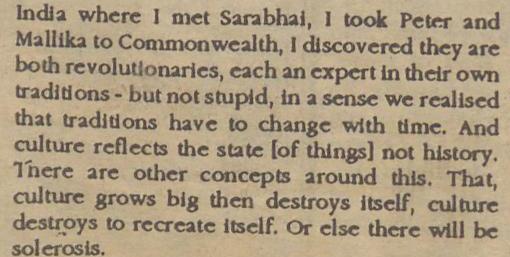 India where I met Sarabhai, I took Peter and
Mallika to Commonwealth, I discovered they are
both revolutionaries, each an expert in their own
traditions - but not stupid, in a sense we realised
that traditions have to change with time. And
culture reflects the state [of things] not history.
There are other concepts around this. That,
culture grows big then destroys itself, culture
destroys to recreate itself. Or else there will be
solerosis.